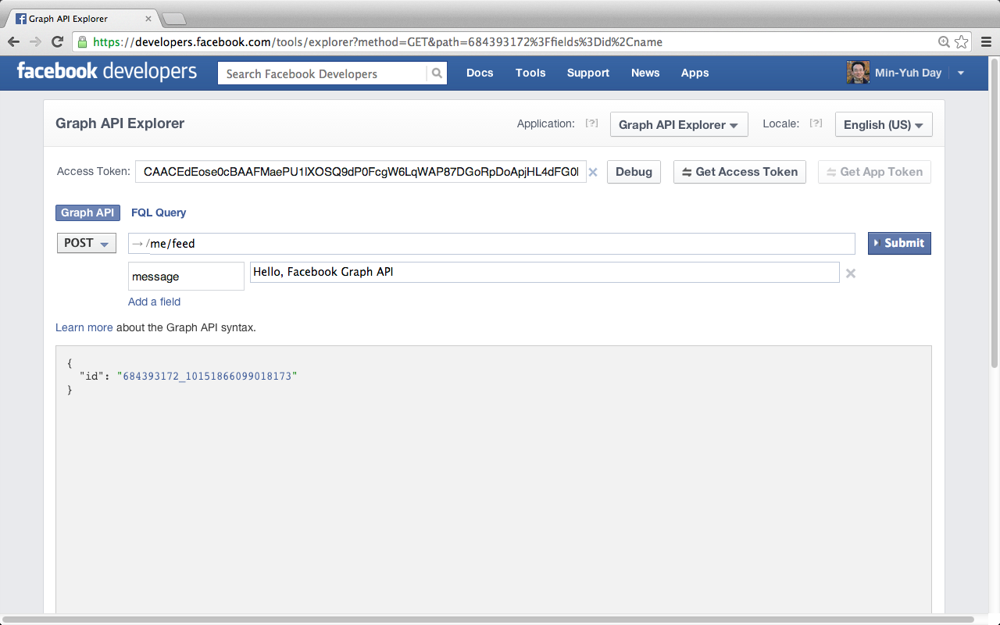 Graph API Explorer
https://developers.facebook.com/tools/explorer?method=GET&path=684393172%3Ffields%3Did%2Cname
facebook developers Search Facebook Developers Docs Tools Support News Apps Min-Yuh Day
Graph API Explorer Application: [?] Graph API Explorer Locale: [?] English (US)
Access Token: CAACEdEose0cBAAFMaePU1lXOSQ9dP0FcgW6LqWAP87DGoRpDoApjHL4dFG0l Debug Get Access Token Get App Token
Graph API FQL Query
POST → /me/feed Submit
message Hello, Facebook Graph API
Add a field
Learn more about the Graph API syntax.
{
"id": "684393172_10151866099018173"
}